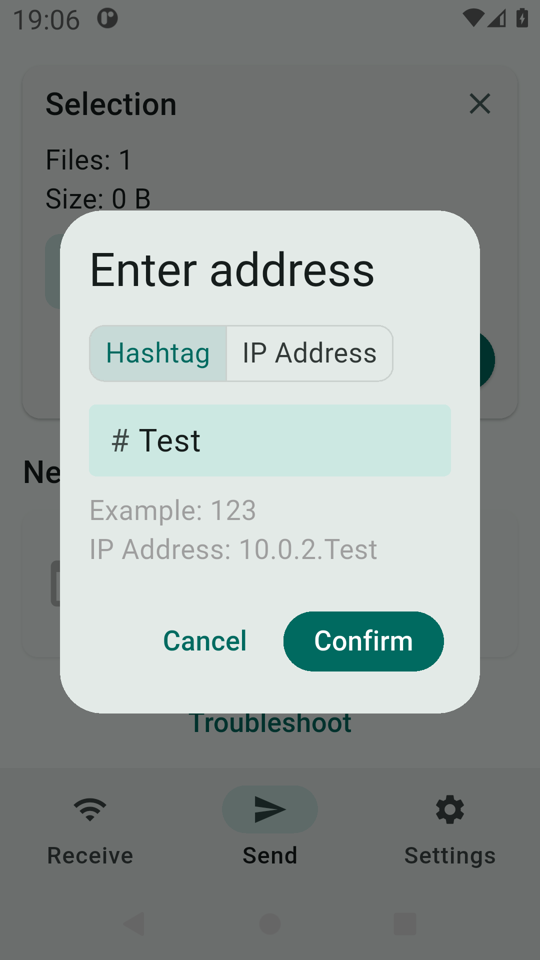 19:06
Selection
Files: 1
Size: 0 B
Enter address
Hashtag
IP Address
# Test
Example: 123
IP Address: 10.0.2.Test
Cancel
Confirm
Troubleshoot
Receive
Send
Settings